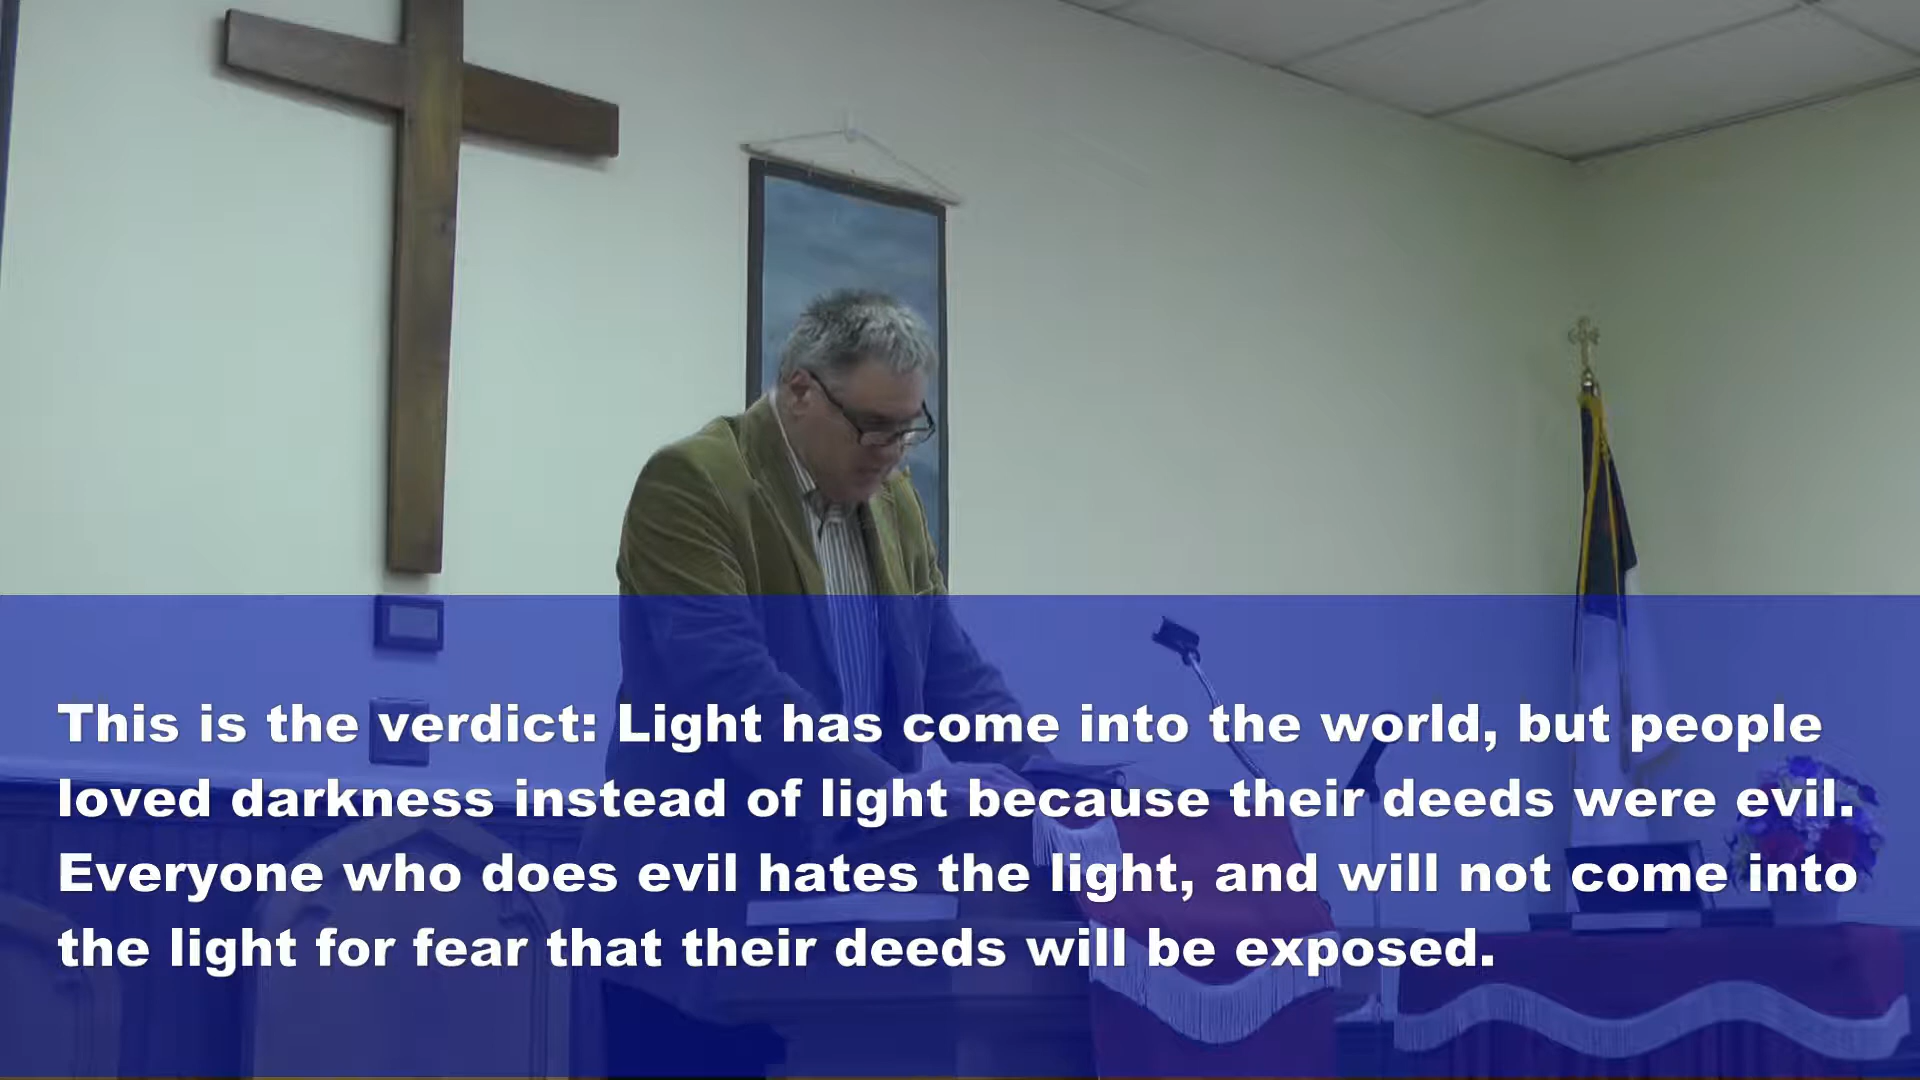 This is the verdict: Light has come into the world, but people
loved darkness instead of light because their deeds were evil.
Everyone who does evil hates the light, and will not come into
the light for fear that their deeds will be exposed.